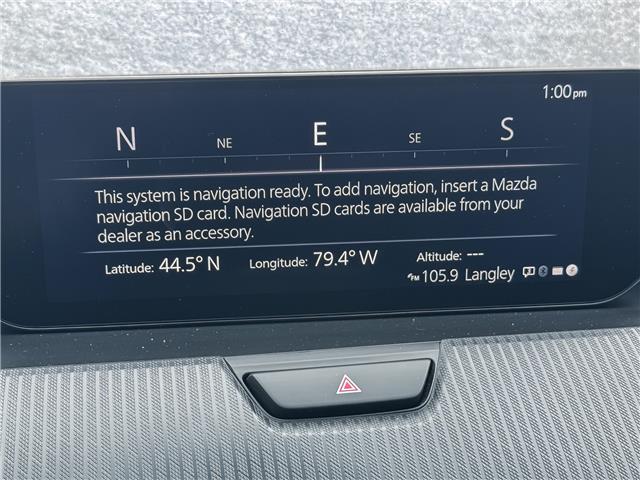 1:00pm
N NE E SE S
This system is navigation ready. To add navigation, insert a Mazda
navigation SD card. Navigation SD cards are available from your
dealer as an accessory.
Latitude: 44.5° N Longitude: 79.4° W Altitude: ---
FM 105.9 Langley